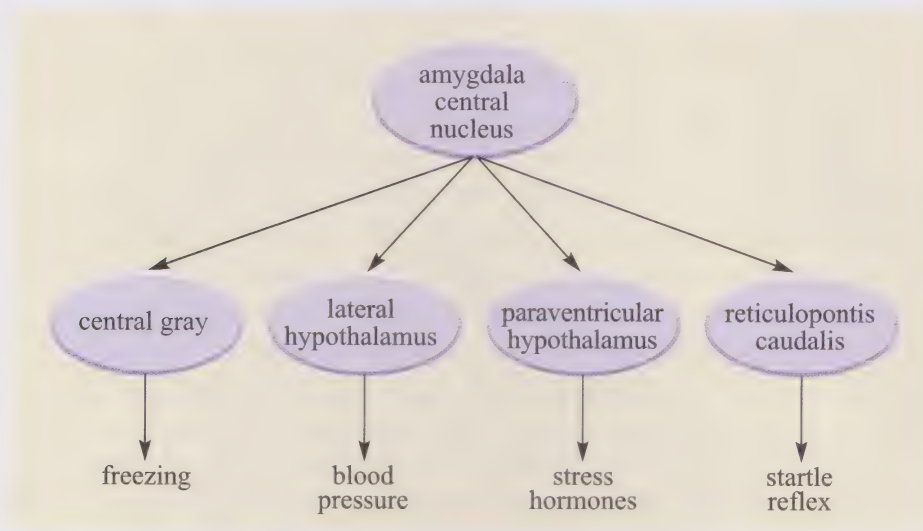 amygdala
central
nucleus
central gray
lateral
hypothalamus
paraventricular
hypothalamus
reticulopontis
caudalis
freezing
blood
pressure
stress
hormones
startle
reflex